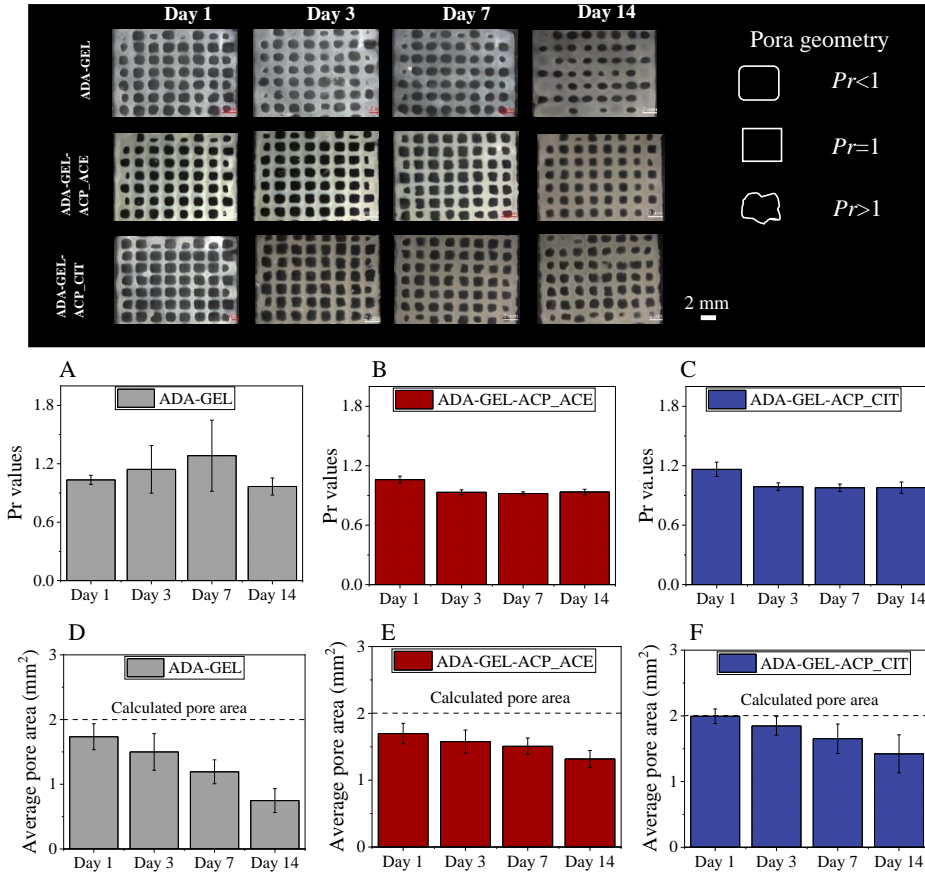 Day 1 Day 3 Day 7 Day 14
ADA-GEL
ADA-GEL-
ACP_ACE
ADA-GEL-
ACP_CIT
Pora geometry
Pr<1
Pr=1
Pr>1
2 mm
A
ADA-GEL
Pr values
1.8
1.2
0.6
0.0
Day 1 Day 3 Day 7 Day 14
B
ADA-GEL-ACP_ACE
Pr values
1.8
1.2
0.6
0.0
Day 1 Day 3 Day 7 Day 14
C
ADA-GEL-ACP_CIT
Pr va.ues
1.8
1.2
0.6
0.0
Day 1 Day 3 Day 7 Day 14
D
ADA-GEL
Calculated pore area
Average pore area (mm²)
3
2
1
0
Day 1 Day 3 Day 7 Day 14
E
ADA-GEL-ACP_ACE
Calculated pore area
Average pore area (mm²)
3
2
1
0
Day 1 Day 3 Day 7 Day 14
F
ADA-GEL-ACP_CIT
Calculated pore area
Average pore area (mm²)
3
2
1
0
Day 1 Day 3 Day 7 Day 14